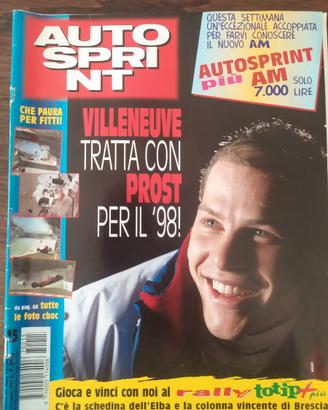 AUTO
SPRI
NT
QUESTA SETTIMANA
UN'ECCEZIONALE ACCOPPIATA
PER FARVI CONOSCERE
IL NUOVO AM
AUTOSPRINT
più AM SOLO
7.000 LIRE
CHE PAURA
PER FITTI!
VILLENEUVE
TRATTA CON
PROST
PER IL '98!
da pag. 60 tutte
le foto choc
Gioca e vinci con noi al rally totip+ più
C'è la schedina dell'Elba e la colonna vincente di Brescia